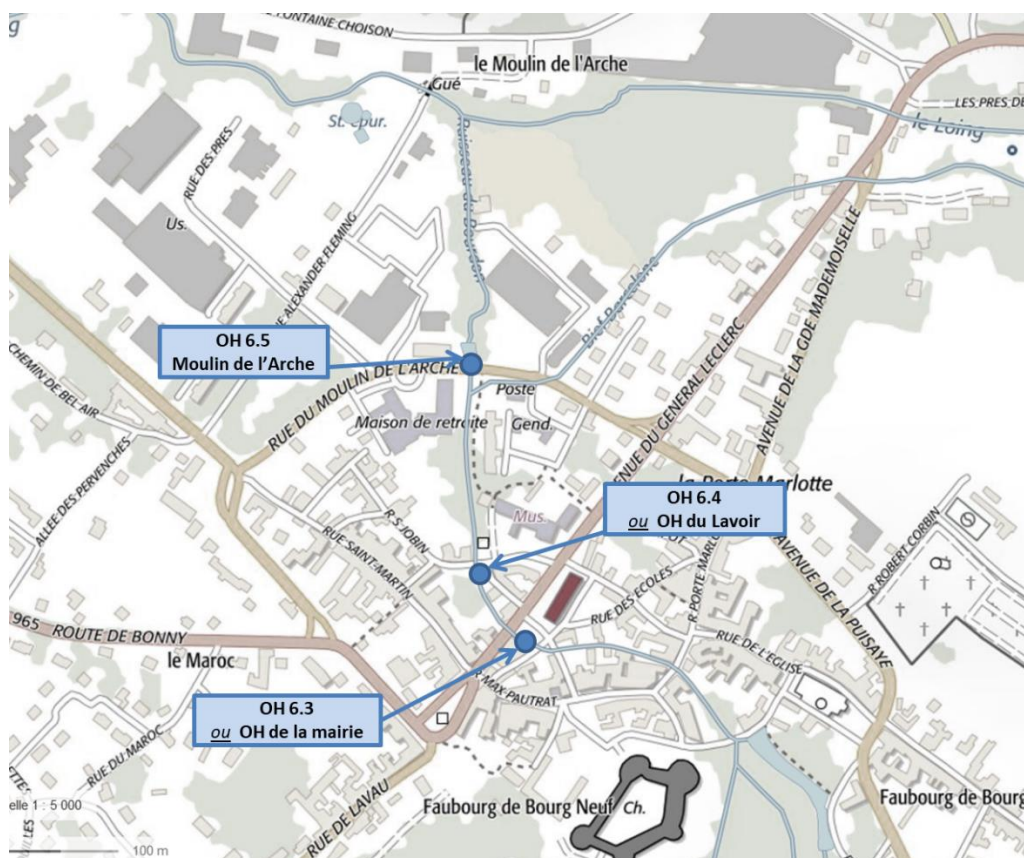 FONTAINE CHOISON
le Moulin de l'Arche
Gué
St. épur.
LES PRES DE
le Loing
RUE DES PRES
Us.
ALEXANDER FLEMING
AVENUE DE LA GDE MADEMOISELLE
OH 6.5
Moulin de l'Arche
CHEMIN DE BEL AIR
RUE DU MOULIN DE L'ARCHE
Poste
Maison de retraite
Gend.
AVENUE DU GENERAL LECLERC
ALLEE DES PERVENCHES
la Porte Marlotte
OH 6.4
ou OH du Lavoir
Mus.
R S JOBIN
RUE SAINT-MARTIN
R ROBERT CORBIN
AVENUE DE LA PUISAYE
RUE DES ECOLES
R PORTE MARLO
965 ROUTE DE BONNY
RUE DE L'EGLISE
le Maroc
R MAX PAUTRAT
OH 6.3
ou OH de la mairie
RUE DU MAROC
RUE DE LAVAU
elle 1 : 5 000
Faubourg de Bourg Neuf
Ch.
Faubourg de Bourg
100 m